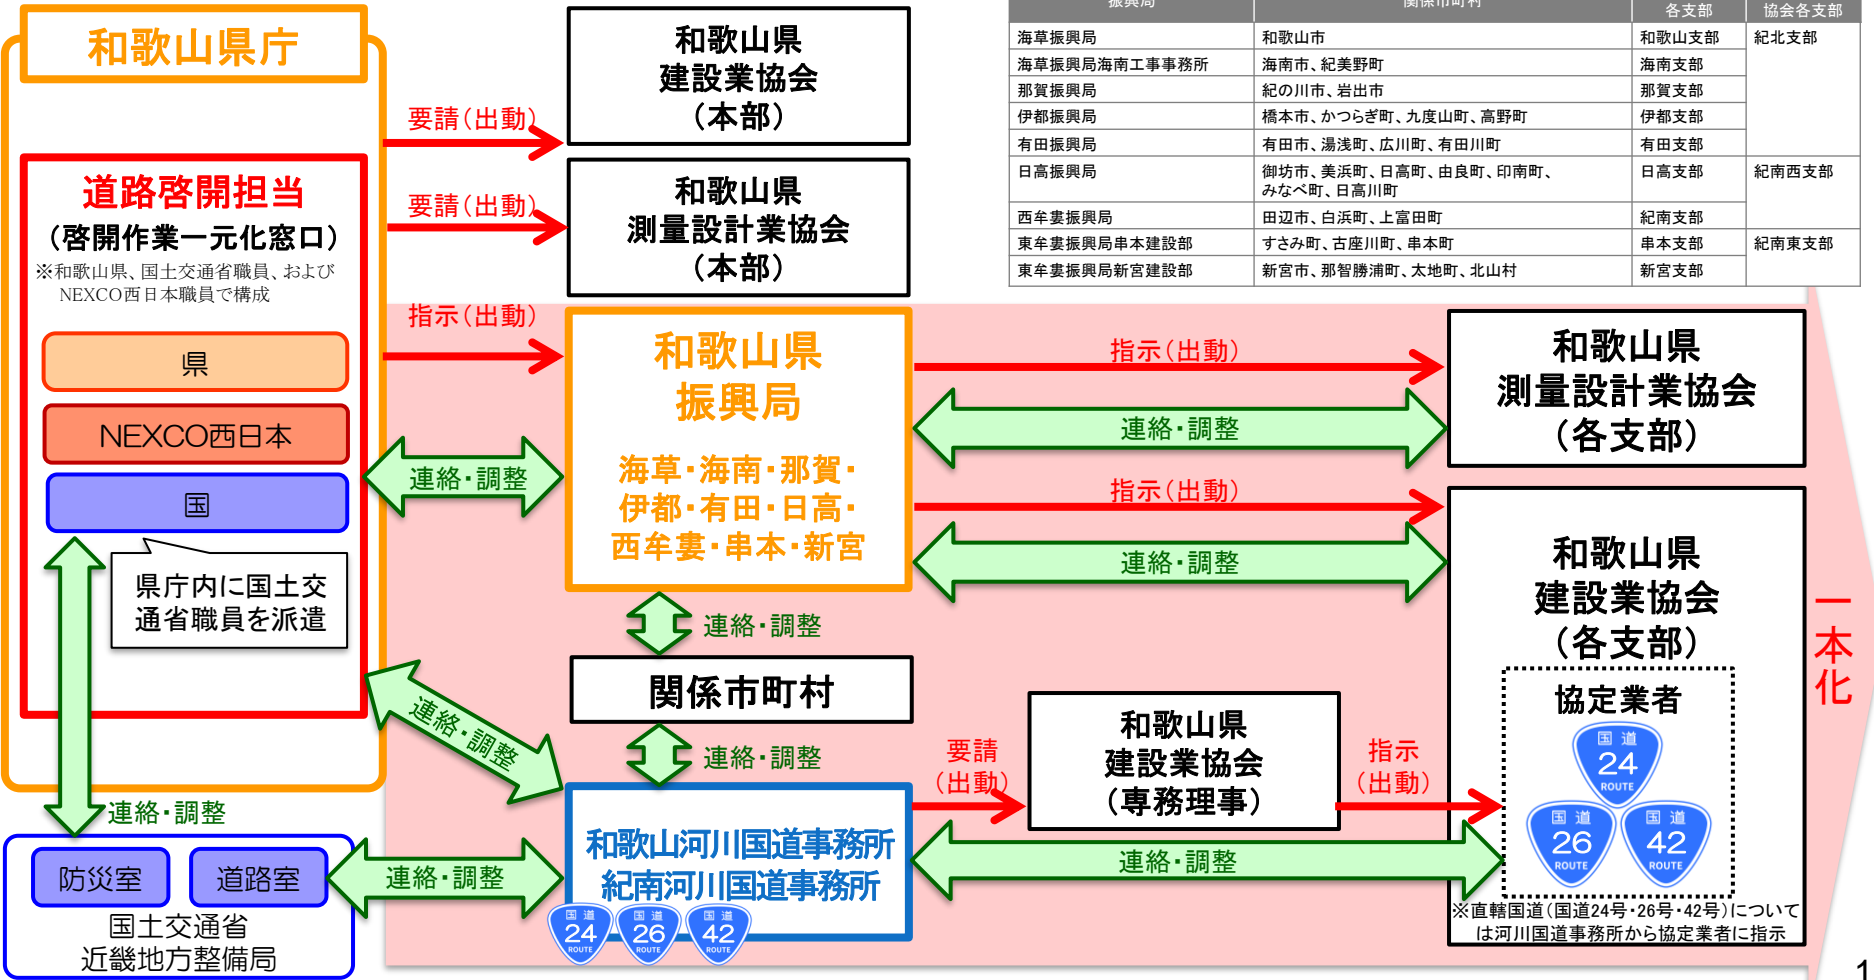 和歌山県庁
道路啓開担当
(啓開作業一元化窓口)
※和歌山県、国土交通省職員、および
NEXCO西日本職員で構成
県
NEXCO西日本
国
県庁内に国土交
通省職員を派遣
連絡・調整
防災室
道路室
国土交通省
近畿地方整備局
要請(出動)
要請(出動)
指示(出動)
連絡・調整
連絡・調整
連絡・調整
和歌山県
建設業協会
(本部)
和歌山県
測量設計業協会
(本部)
和歌山県
振興局
海草・海南・那賀・
伊都・有田・日高・
西牟婁・串本・新宮
連絡・調整
関係市町村
連絡・調整
和歌山河川国道事務所
紀南河川国道事務所
国道
24
ROUTE
国道
26
ROUTE
国道
42
ROUTE
振興局 関係市町村 各支部 協会各支部
海草振興局 和歌山市 和歌山支部 紀北支部
海草振興局海南工事事務所 海南市、紀美野町 海南支部
那賀振興局 紀の川市、岩出市 那賀支部
伊都振興局 橋本市、かつらぎ町、九度山町、高野町 伊都支部
有田振興局 有田市、湯浅町、広川町、有田川町 有田支部
日高振興局 御坊市、美浜町、日高町、由良町、印南町、 日高支部 紀南西支部
みなべ町、日高川町
西牟婁振興局 田辺市、白浜町、上富田町 紀南支部
東牟婁振興局串本建設部 すさみ町、古座川町、串本町 串本支部 紀南東支部
東牟婁振興局新宮建設部 新宮市、那智勝浦町、太地町、北山村 新宮支部
指示(出動)
連絡・調整
指示(出動)
連絡・調整
要請
(出動)
和歌山県
建設業協会
(専務理事)
指示
(出動)
連絡・調整
和歌山県
測量設計業協会
(各支部)
和歌山県
建設業協会
(各支部)
協定業者
国道
24
ROUTE
国道
26
ROUTE
国道
42
ROUTE
※直轄国道(国道24号・26号・42号)について
は河川国道事務所から協定業者に指示
一本化
1